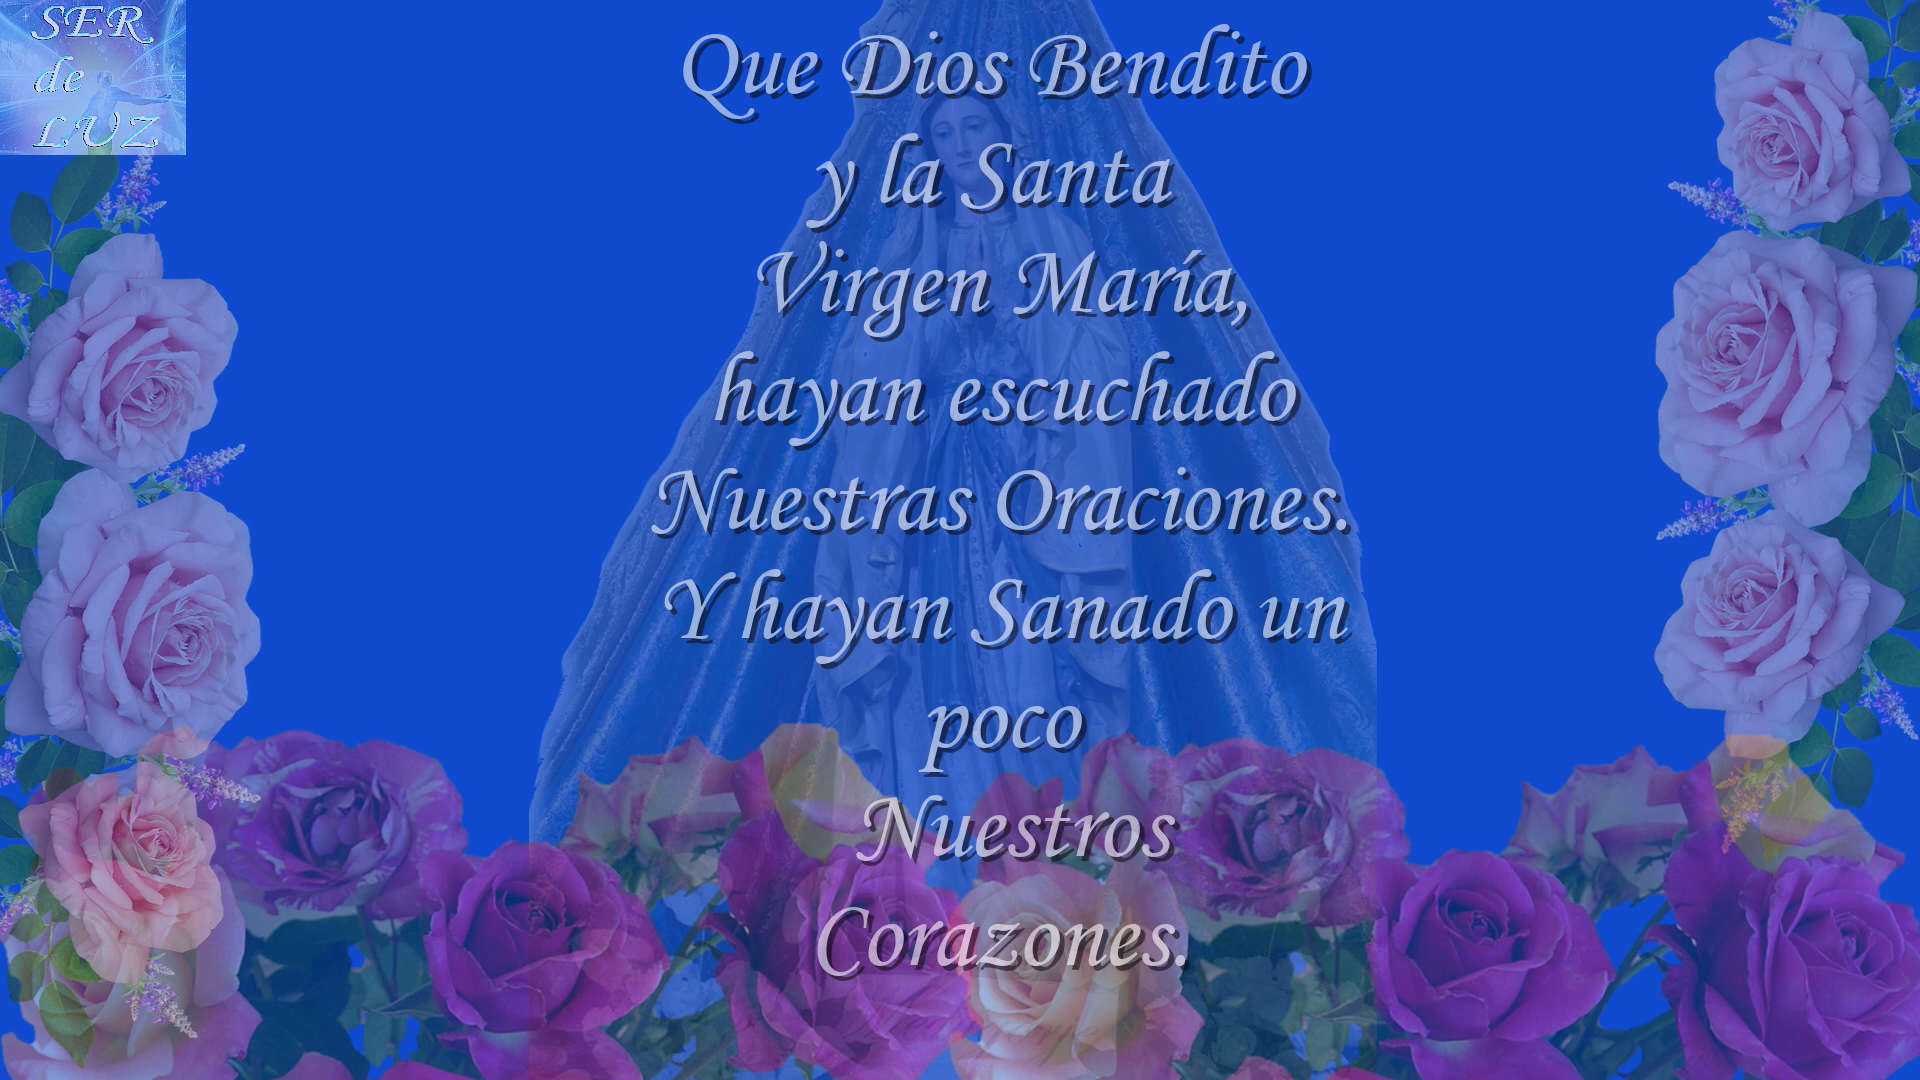 SER
de
LUZ
Que Dios Bendito
y la Santa
Virgen María,
hayan escuchado
Nuestras Oraciones.
Y hayan Sanado un
poco
Nuestros
Corazones.